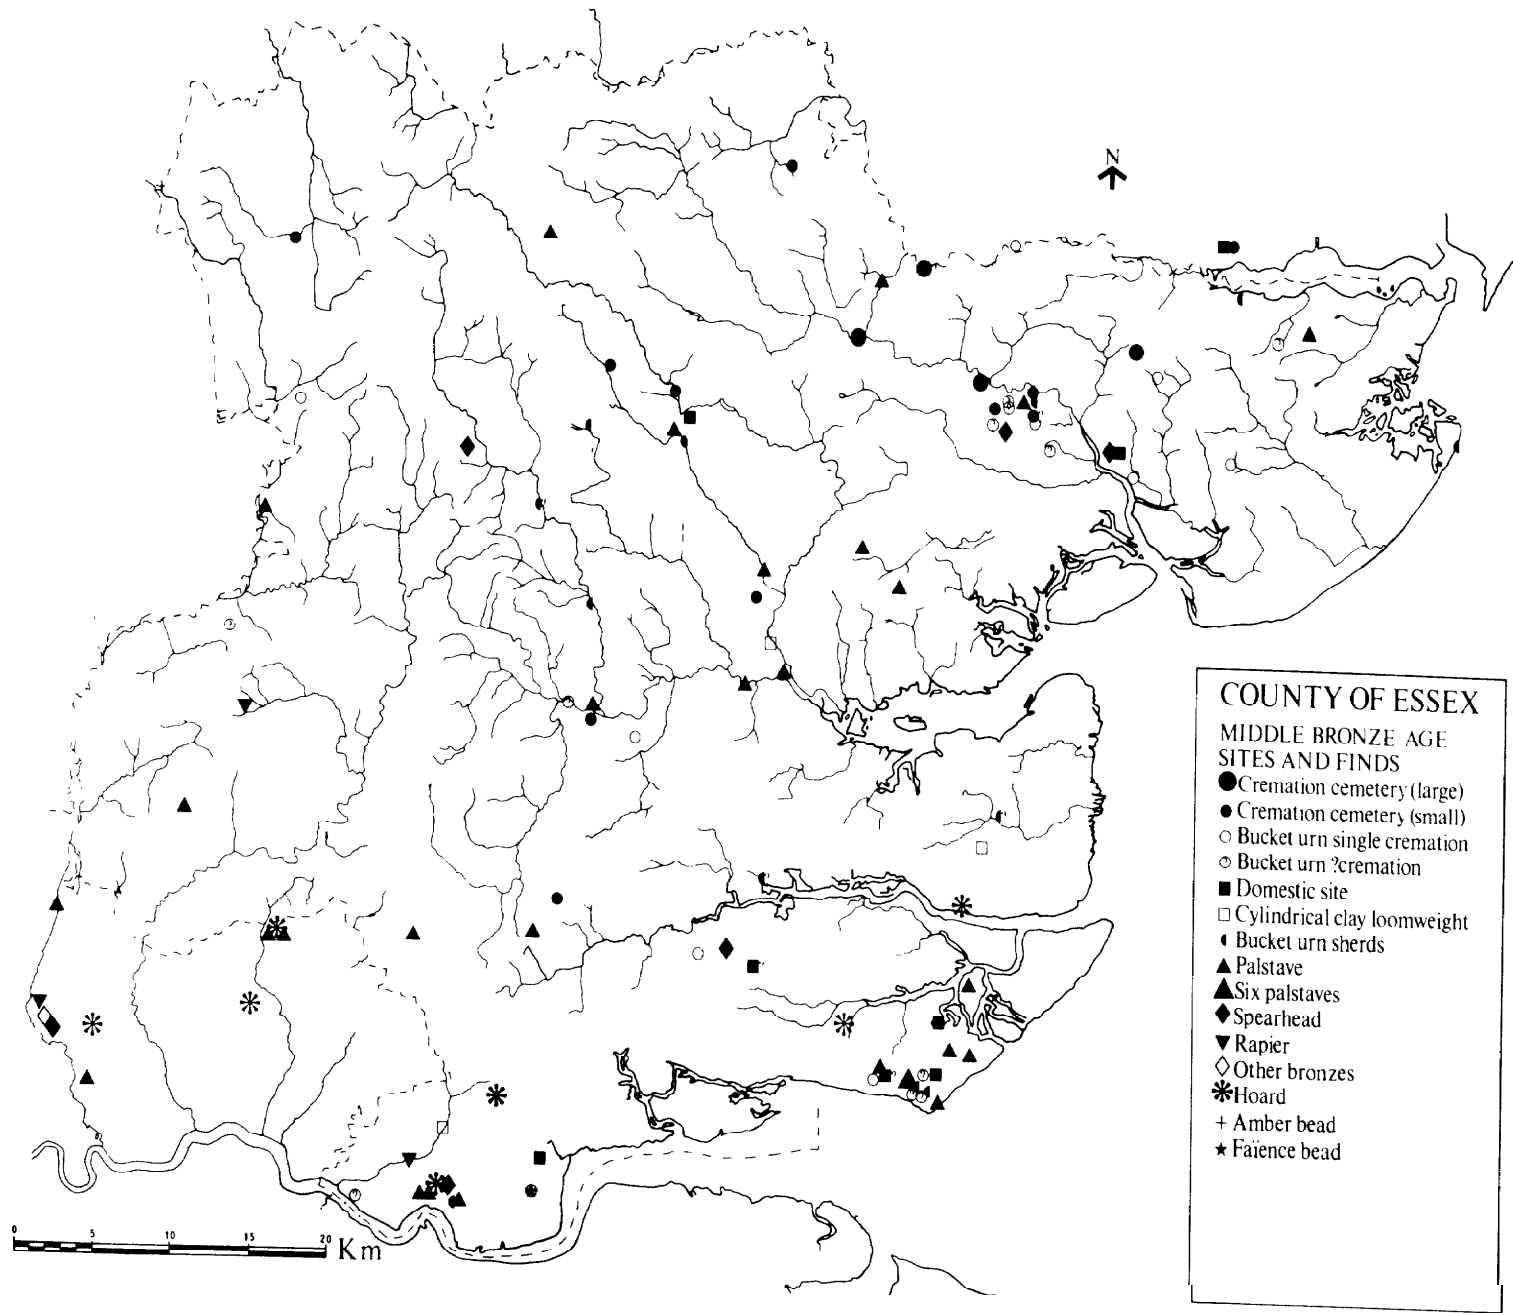 N
COUNTY OF ESSEX
MIDDLE BRONZE AGE
SITES AND FINDS
Cremation cemetery (large)
Cremation cemetery (small)
Bucket urn single cremation
Bucket urn ?cremation
Domestic site
Cylindrical clay loomweight
Bucket urn sherds
Palstave
Six palstaves
Spearhead
Rapier
Other bronzes
Hoard
Amber bead
Faïence bead
0 5 10 15 20 Km